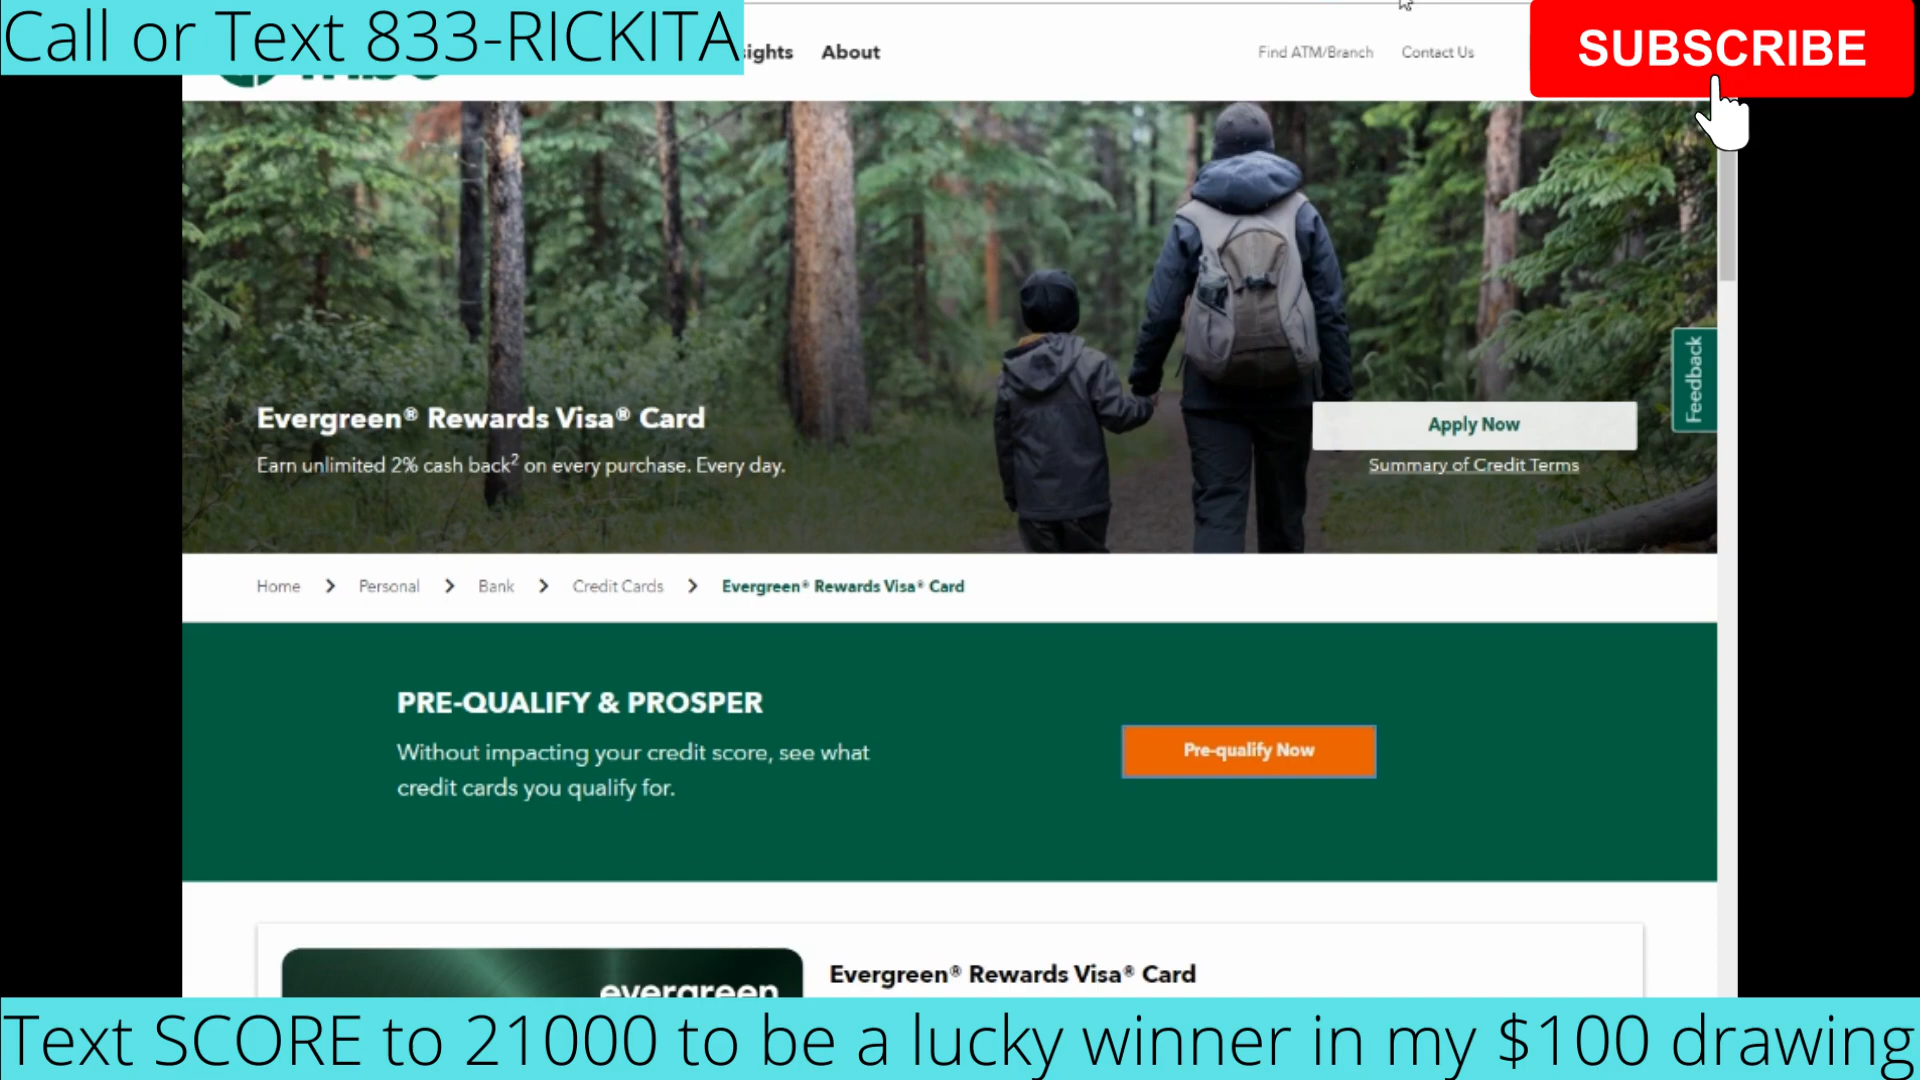 Call or Text 833-RICKITA
SUBSCRIBE
About
Find ATM/Branch
Contact Us
Feedback
Evergreen® Rewards Visa® Card
Earn unlimited 2% cash back² on every purchase. Every day.
Apply Now
Summary of Credit Terms
Home > Personal > Bank > Credit Cards > Evergreen® Rewards Visa® Card
PRE-QUALIFY & PROSPER
Without impacting your credit score, see what
credit cards you qualify for.
Pre-qualify Now
evergreen
Evergreen® Rewards Visa® Card
Text SCORE to 21000 to be a lucky winner in my $100 drawing